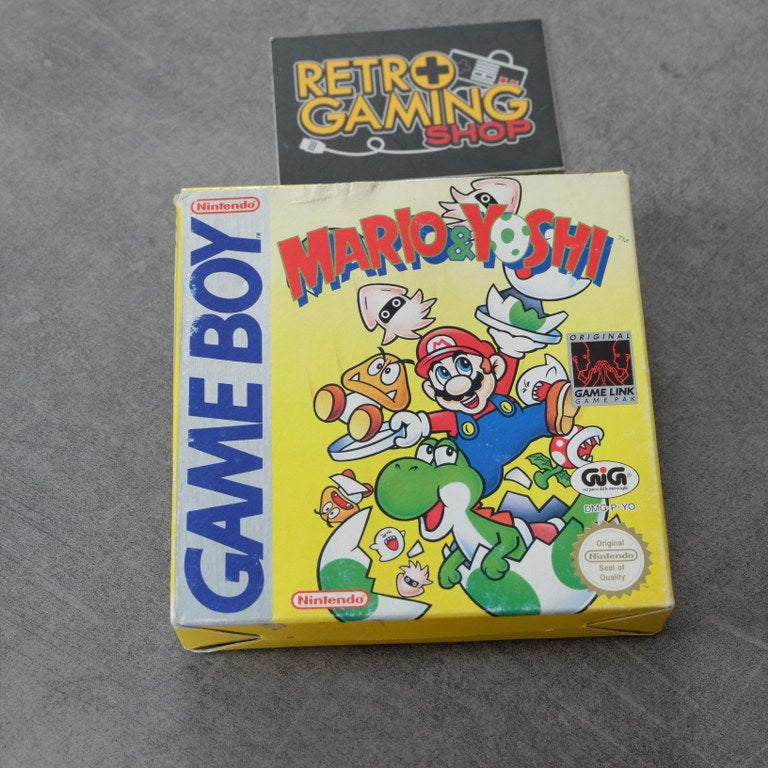 RETRO
GAMING
SHOP
Nintendo
GAME BOY
TM
MARIO & YOSHI
TM
ORIGINAL
GAME LINK
GAME PAK
GiG
DMG-P-YO
Original
Nintendo
Seal of
Quality
Nintendo